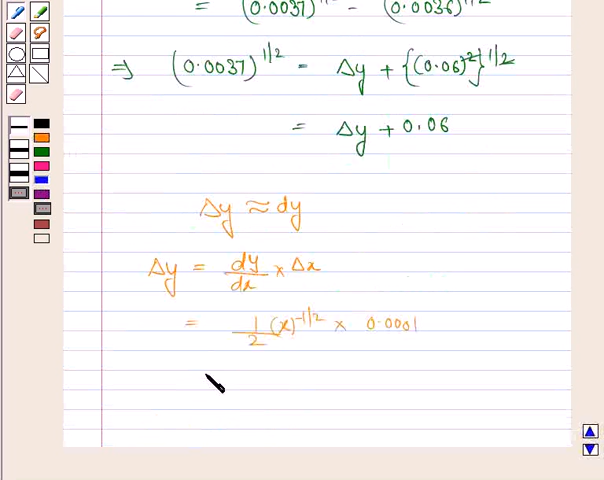 = (0.0037)^1/2 - (0.0036)^1/2
⇒ (0.0037)^1/2 = Δy + {(0.06)^2}^1/2
= Δy + 0.06
Δy ≈ dy
Δy = dy/dx × Δx
= 1/2 (x)^-1/2 × 0.0001